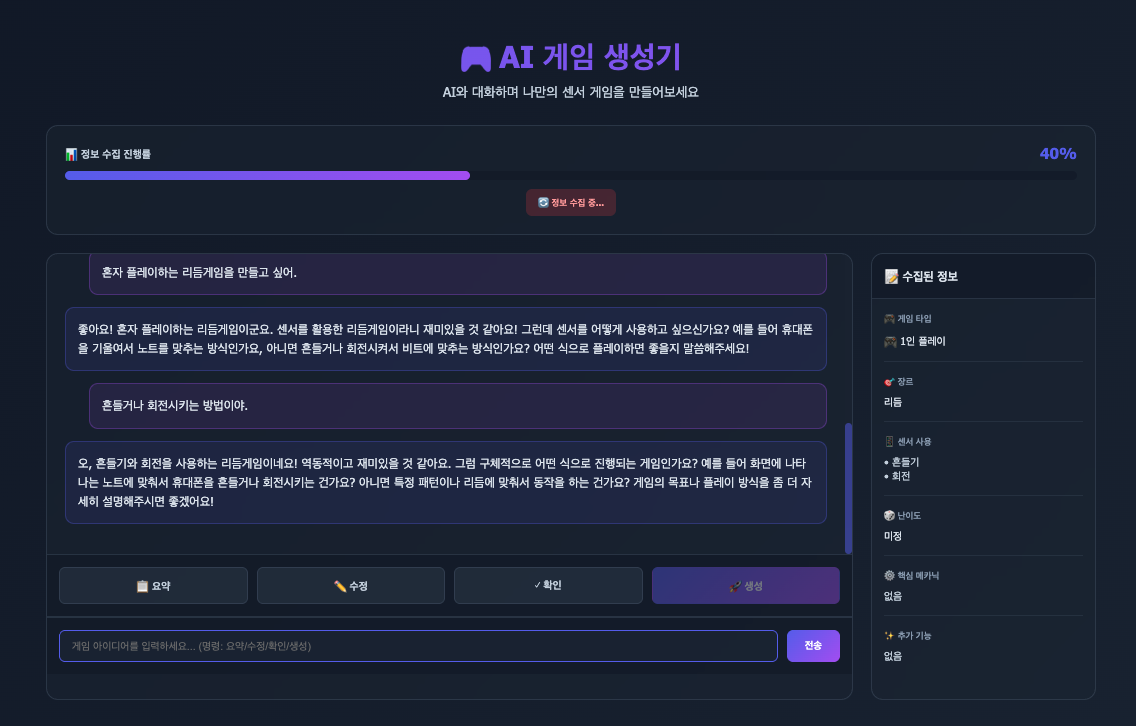 AI 게임 생성기
AI와 대화하며 나만의 센서 게임을 만들어보세요
정보 수집 진행률
40%
정보 수집 중...
혼자 플레이하는 리듬게임을 만들고 싶어.
좋아요! 혼자 플레이하는 리듬게임이군요. 센서를 활용한 리듬게임이라니 재미있을 것 같아요! 그런데 센서를 어떻게 사용하고 싶으신가요? 예를 들어 휴대폰
을 기울여서 노트를 맞추는 방식인가요, 아니면 흔들거나 회전시켜서 비트에 맞추는 방식인가요? 어떤 식으로 플레이하면 좋을지 말씀해주세요!
흔들거나 회전시키는 방법이야.
오, 흔들기와 회전을 사용하는 리듬게임이네요! 역동적이고 재미있을 것 같아요. 그럼 구체적으로 어떤 식으로 진행되는 게임인가요? 예를 들어 화면에 나타
나는 노트에 맞춰서 휴대폰을 흔들거나 회전시키는 건가요? 아니면 특정 패턴이나 리듬에 맞춰서 동작을 하는 건가요? 게임의 목표나 플레이 방식을 좀 더 자
세히 설명해주시면 좋겠어요!
요약
수정
✓ 확인
생성
게임 아이디어를 입력하세요... (명령: 요약/수정/확인/생성)
전송
수집된 정보
게임 타입
1인 플레이
장르
리듬
센서 사용
• 흔들기
• 회전
난이도
미정
핵심 메카닉
없음
추가 기능
없음